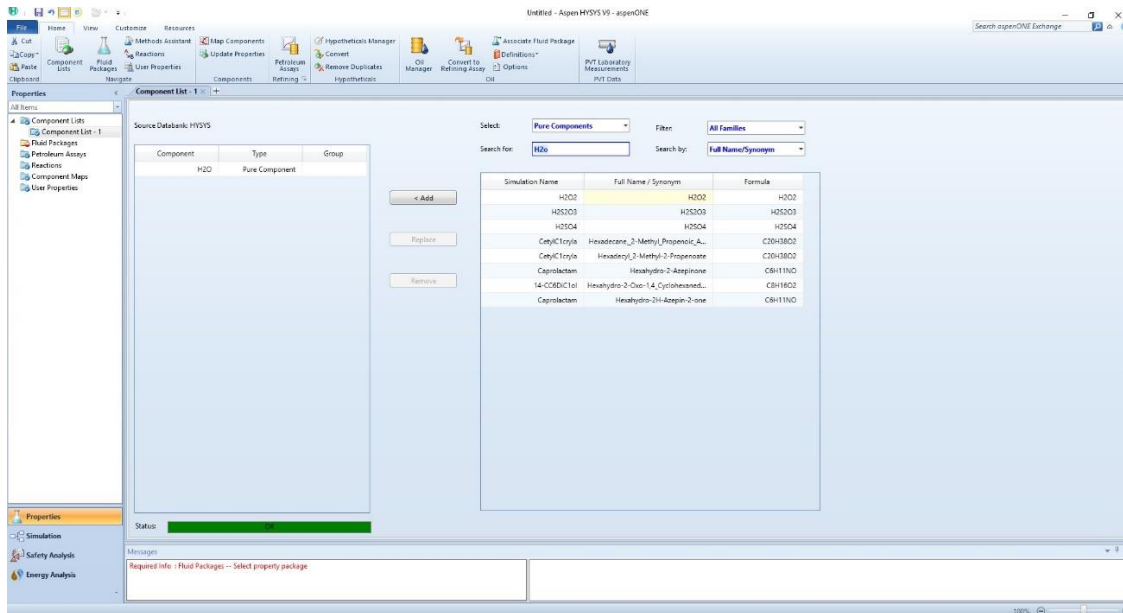 Untitled - Aspen HYSYS V9 - aspenONE
File Home View Customize Resources
Search aspenONE Exchange
Cut
Copy
Paste
Clipboard
Component Lists
Fluid Packages
Methods Assistant
Reactions
User Properties
Navigate
Map Components
Update Properties
Components
Petroleum Assays
Refining
Hypotheticals Manager
Convert
Remove Duplicates
Hypotheticals
Oil Manager
Convert to Refining Assay
Associate Fluid Package
Definitions
Options
Oil
PVT Laboratory Measurements
PVT Data
Properties <
All Items
Component Lists
Component List - 1
Fluid Packages
Petroleum Assays
Reactions
Component Maps
User Properties
Properties
Simulation
Safety Analysis
Energy Analysis
Component List - 1 +
Source Databank: HYSYS
Component Type Group
H2O Pure Component
Status: OK
< Add
Replace
Remove
Select: Pure Components Filter: All Families
Search for: H2o Search by: Full Name/Synonym
Simulation Name Full Name / Synonym Formula
H2O2 H2O2 H2O2
H2S2O3 H2S2O3 H2S2O3
H2SO4 H2SO4 H2SO4
CetylC1cryla Hexadecane,_2-Methyl_Propenoic_A... C20H38O2
CetylC1cryla Hexadecyl_2-Methyl-2-Propenoate C20H38O2
Caprolactam Hexahydro-2-Azepinone C6H11NO
14-CC6DiC1ol Hexahydro-2-Oxo-1,4_Cyclohexaned... C8H16O2
Caprolactam Hexahydro-2H-Azepin-2-one C6H11NO
Messages
Required Info : Fluid Packages -- Select property package
100%